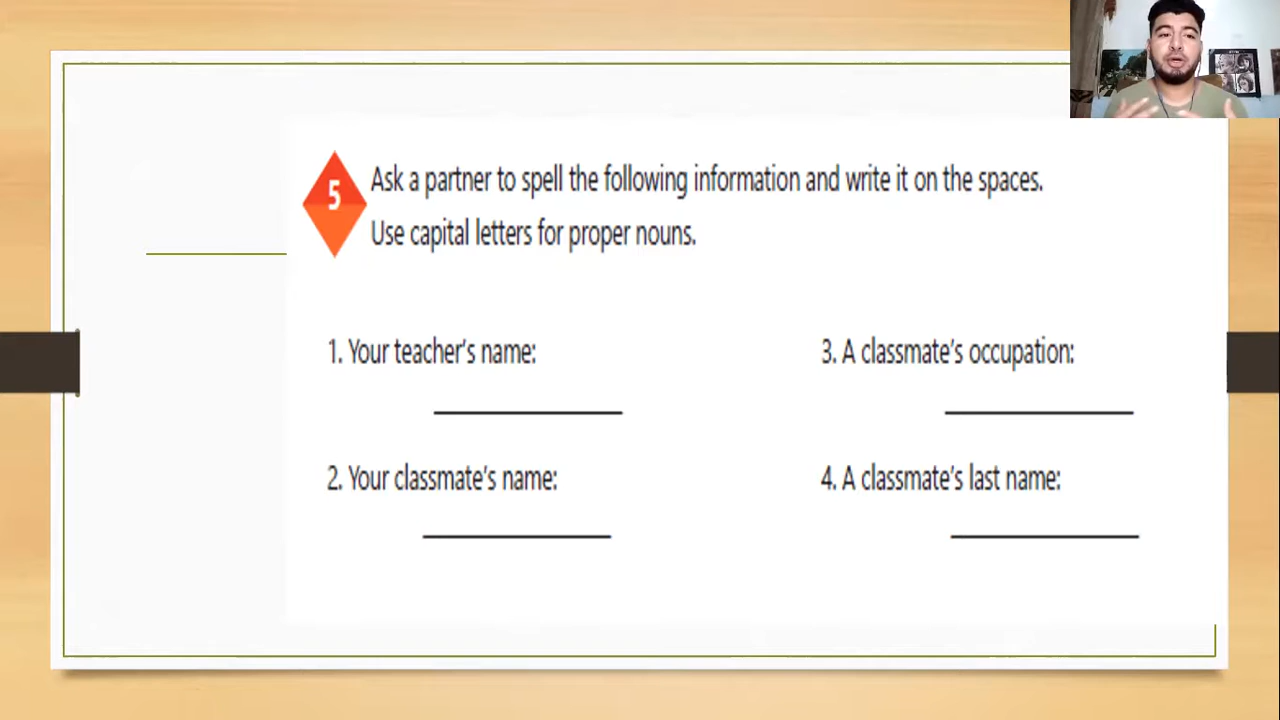 5
Ask a partner to spell the following information and write it on the spaces.
Use capital letters for proper nouns.
1. Your teacher's name:
2. Your classmate's name:
3. A classmate's occupation:
4. A classmate's last name: